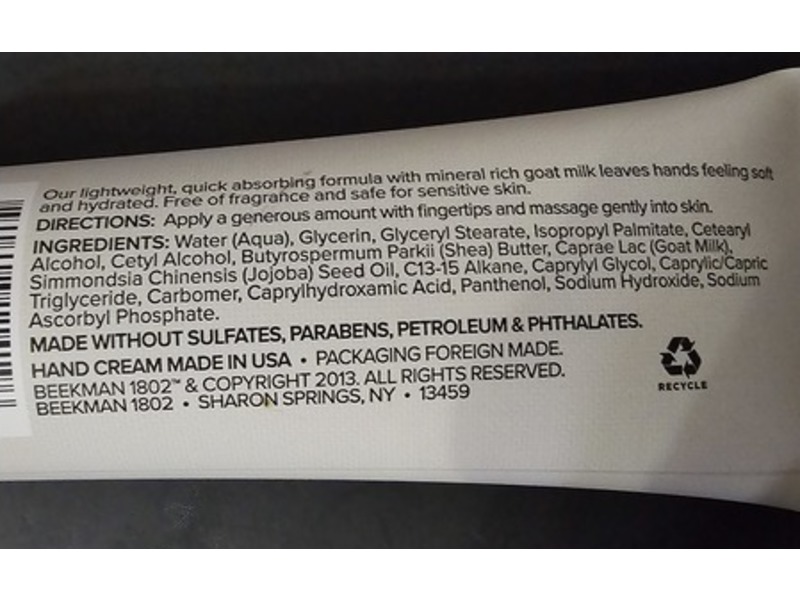 Our lightweight, quick absorbing formula with mineral rich goat milk leaves hands feeling soft
and hydrated. Free of fragrance and safe for sensitive skin.
DIRECTIONS: Apply a generous amount with fingertips and massage gently into skin.
INGREDIENTS: Water (Aqua), Glycerin, Glyceryl Stearate, Isopropyl Palmitate, Cetearyl
Alcohol, Cetyl Alcohol, Butyrospermum Parkii (Shea) Butter, Caprae Lac (Goat Milk),
Simmondsia Chinensis (Jojoba) Seed Oil, C13-15 Alkane, Caprylyl Glycol, Caprylic/Capric
Triglyceride, Carbomer, Caprylhydroxamic Acid, Panthenol, Sodium Hydroxide, Sodium
Ascorbyl Phosphate.
MADE WITHOUT SULFATES, PARABENS, PETROLEUM & PHTHALATES.
HAND CREAM MADE IN USA • PACKAGING FOREIGN MADE.
BEEKMAN 1802™ & COPYRIGHT 2013. ALL RIGHTS RESERVED.
BEEKMAN 1802 • SHARON SPRINGS, NY • 13459
RECYCLE